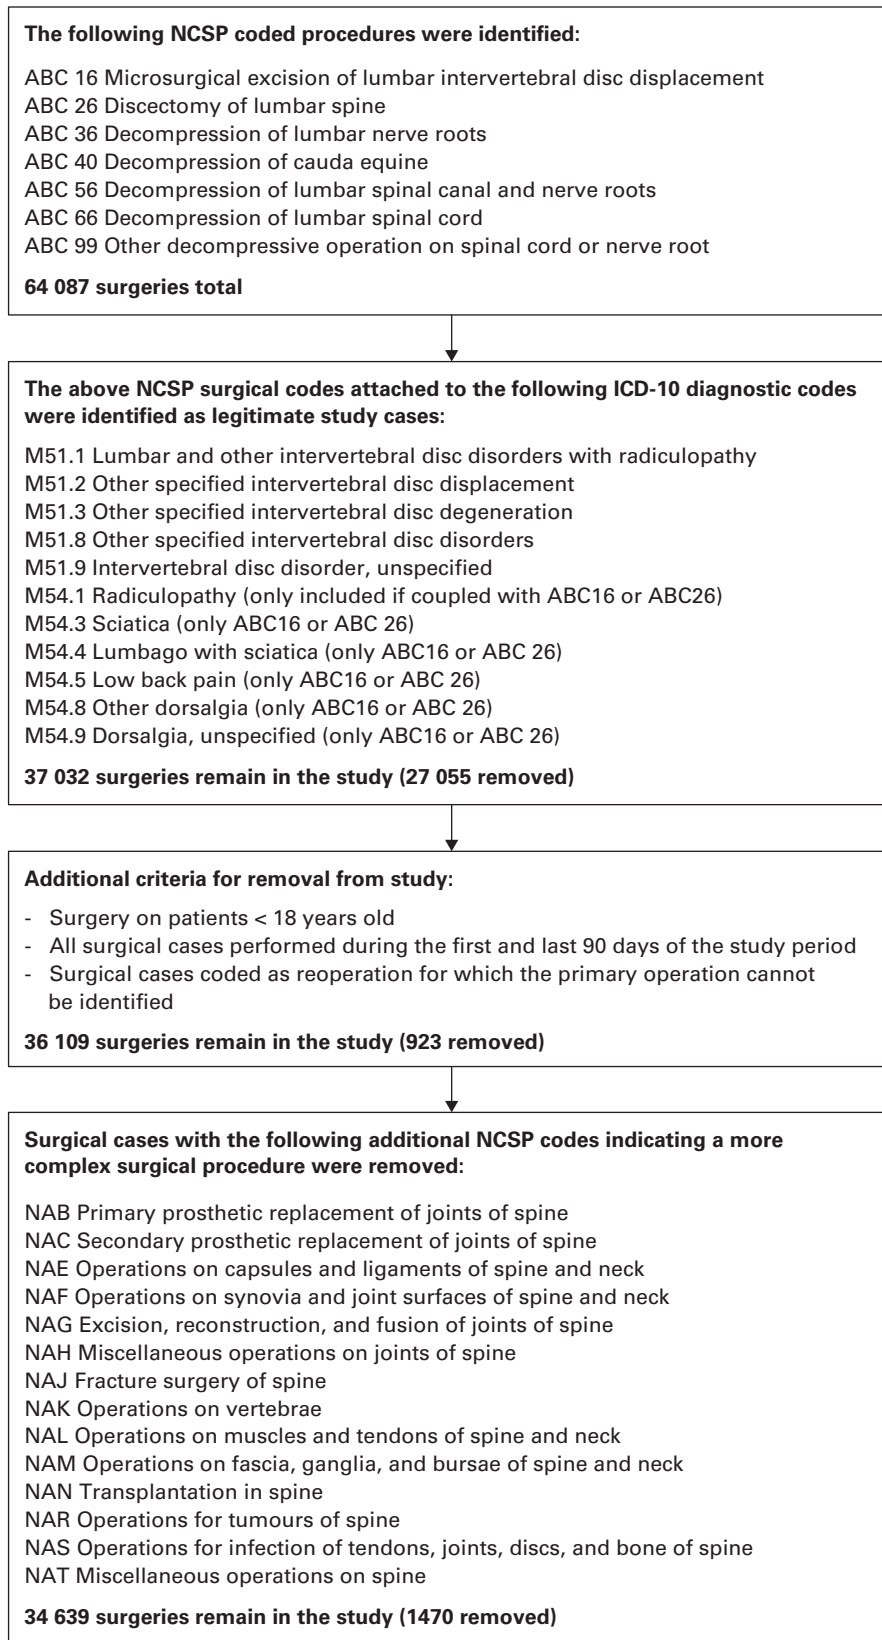 The following NCSP coded procedures were identified:
ABC 16 Microsurgical excision of lumbar intervertebral disc displacement
ABC 26 Discectomy of lumbar spine
ABC 36 Decompression of lumbar nerve roots
ABC 40 Decompression of cauda equine
ABC 56 Decompression of lumbar spinal canal and nerve roots
ABC 66 Decompression of lumbar spinal cord
ABC 99 Other decompressive operation on spinal cord or nerve root
64 087 surgeries total
The above NCSP surgical codes attached to the following ICD-10 diagnostic codes
were identified as legitimate study cases:
M51.1 Lumbar and other intervertebral disc disorders with radiculopathy
M51.2 Other specified intervertebral disc displacement
M51.3 Other specified intervertebral disc degeneration
M51.8 Other specified intervertebral disc disorders
M51.9 Intervertebral disc disorder, unspecified
M54.1 Radiculopathy (only included if coupled with ABC16 or ABC26)
M54.3 Sciatica (only ABC16 or ABC 26)
M54.4 Lumbago with sciatica (only ABC16 or ABC 26)
M54.5 Low back pain (only ABC16 or ABC 26)
M54.8 Other dorsalgia (only ABC16 or ABC 26)
M54.9 Dorsalgia, unspecified (only ABC16 or ABC 26)
37 032 surgeries remain in the study (27 055 removed)
Additional criteria for removal from study:
- Surgery on patients < 18 years old
- All surgical cases performed during the first and last 90 days of the study period
- Surgical cases coded as reoperation for which the primary operation cannot
be identified
36 109 surgeries remain in the study (923 removed)
Surgical cases with the following additional NCSP codes indicating a more
complex surgical procedure were removed:
NAB Primary prosthetic replacement of joints of spine
NAC Secondary prosthetic replacement of joints of spine
NAE Operations on capsules and ligaments of spine and neck
NAF Operations on synovia and joint surfaces of spine and neck
NAG Excision, reconstruction, and fusion of joints of spine
NAH Miscellaneous operations on joints of spine
NAJ Fracture surgery of spine
NAK Operations on vertebrae
NAL Operations on muscles and tendons of spine and neck
NAM Operations on fascia, ganglia, and bursae of spine and neck
NAN Transplantation in spine
NAR Operations for tumours of spine
NAS Operations for infection of tendons, joints, discs, and bone of spine
NAT Miscellaneous operations on spine
34 639 surgeries remain in the study (1470 removed)